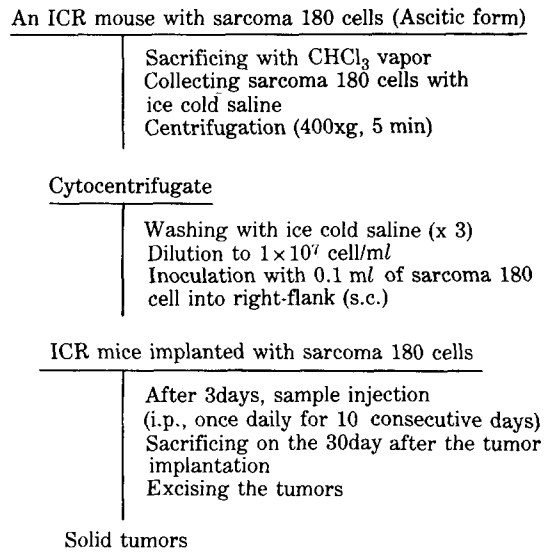 An ICR mouse with sarcoma 180 cells (Ascitic form)
Sacrificing with CHCl₃ vapor
Collecting sarcoma 180 cells with
ice cold saline
Centrifugation (400xg, 5 min)
Cytocentrifugate
Washing with ice cold saline (x 3)
Dilution to 1×10⁷ cell/ml
Inoculation with 0.1 ml of sarcoma 180
cell into right-flank (s.c.)
ICR mice implanted with sarcoma 180 cells
After 3days, sample injection
(i.p., once daily for 10 consecutive days)
Sacrificing on the 30day after the tumor
implantation
Excising the tumors
Solid tumors